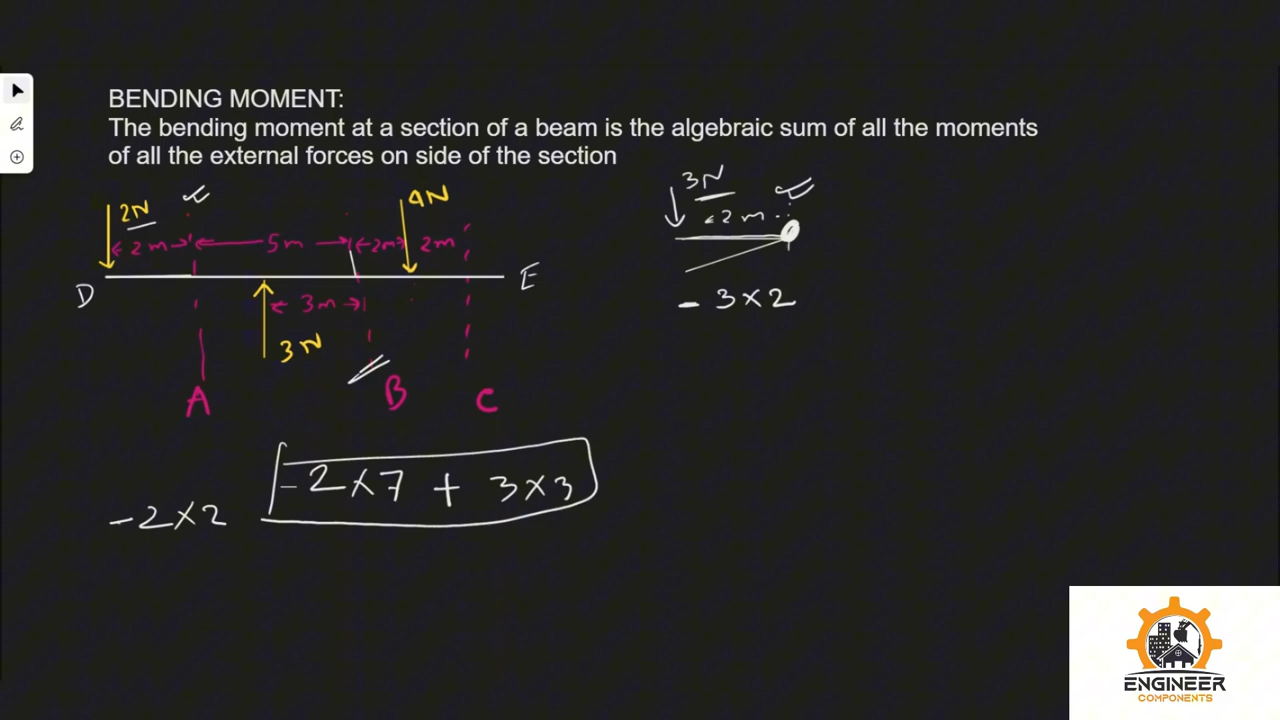 BENDING MOMENT:
The bending moment at a section of a beam is the algebraic sum of all the moments
of all the external forces on side of the section
3N
2m
2N
4N
2m
5m
2m
2m
D
E
3m
3N
- 3×2
A
B
C
-2×2
-2×7 + 3×3
ENGINEER
COMPONENTS